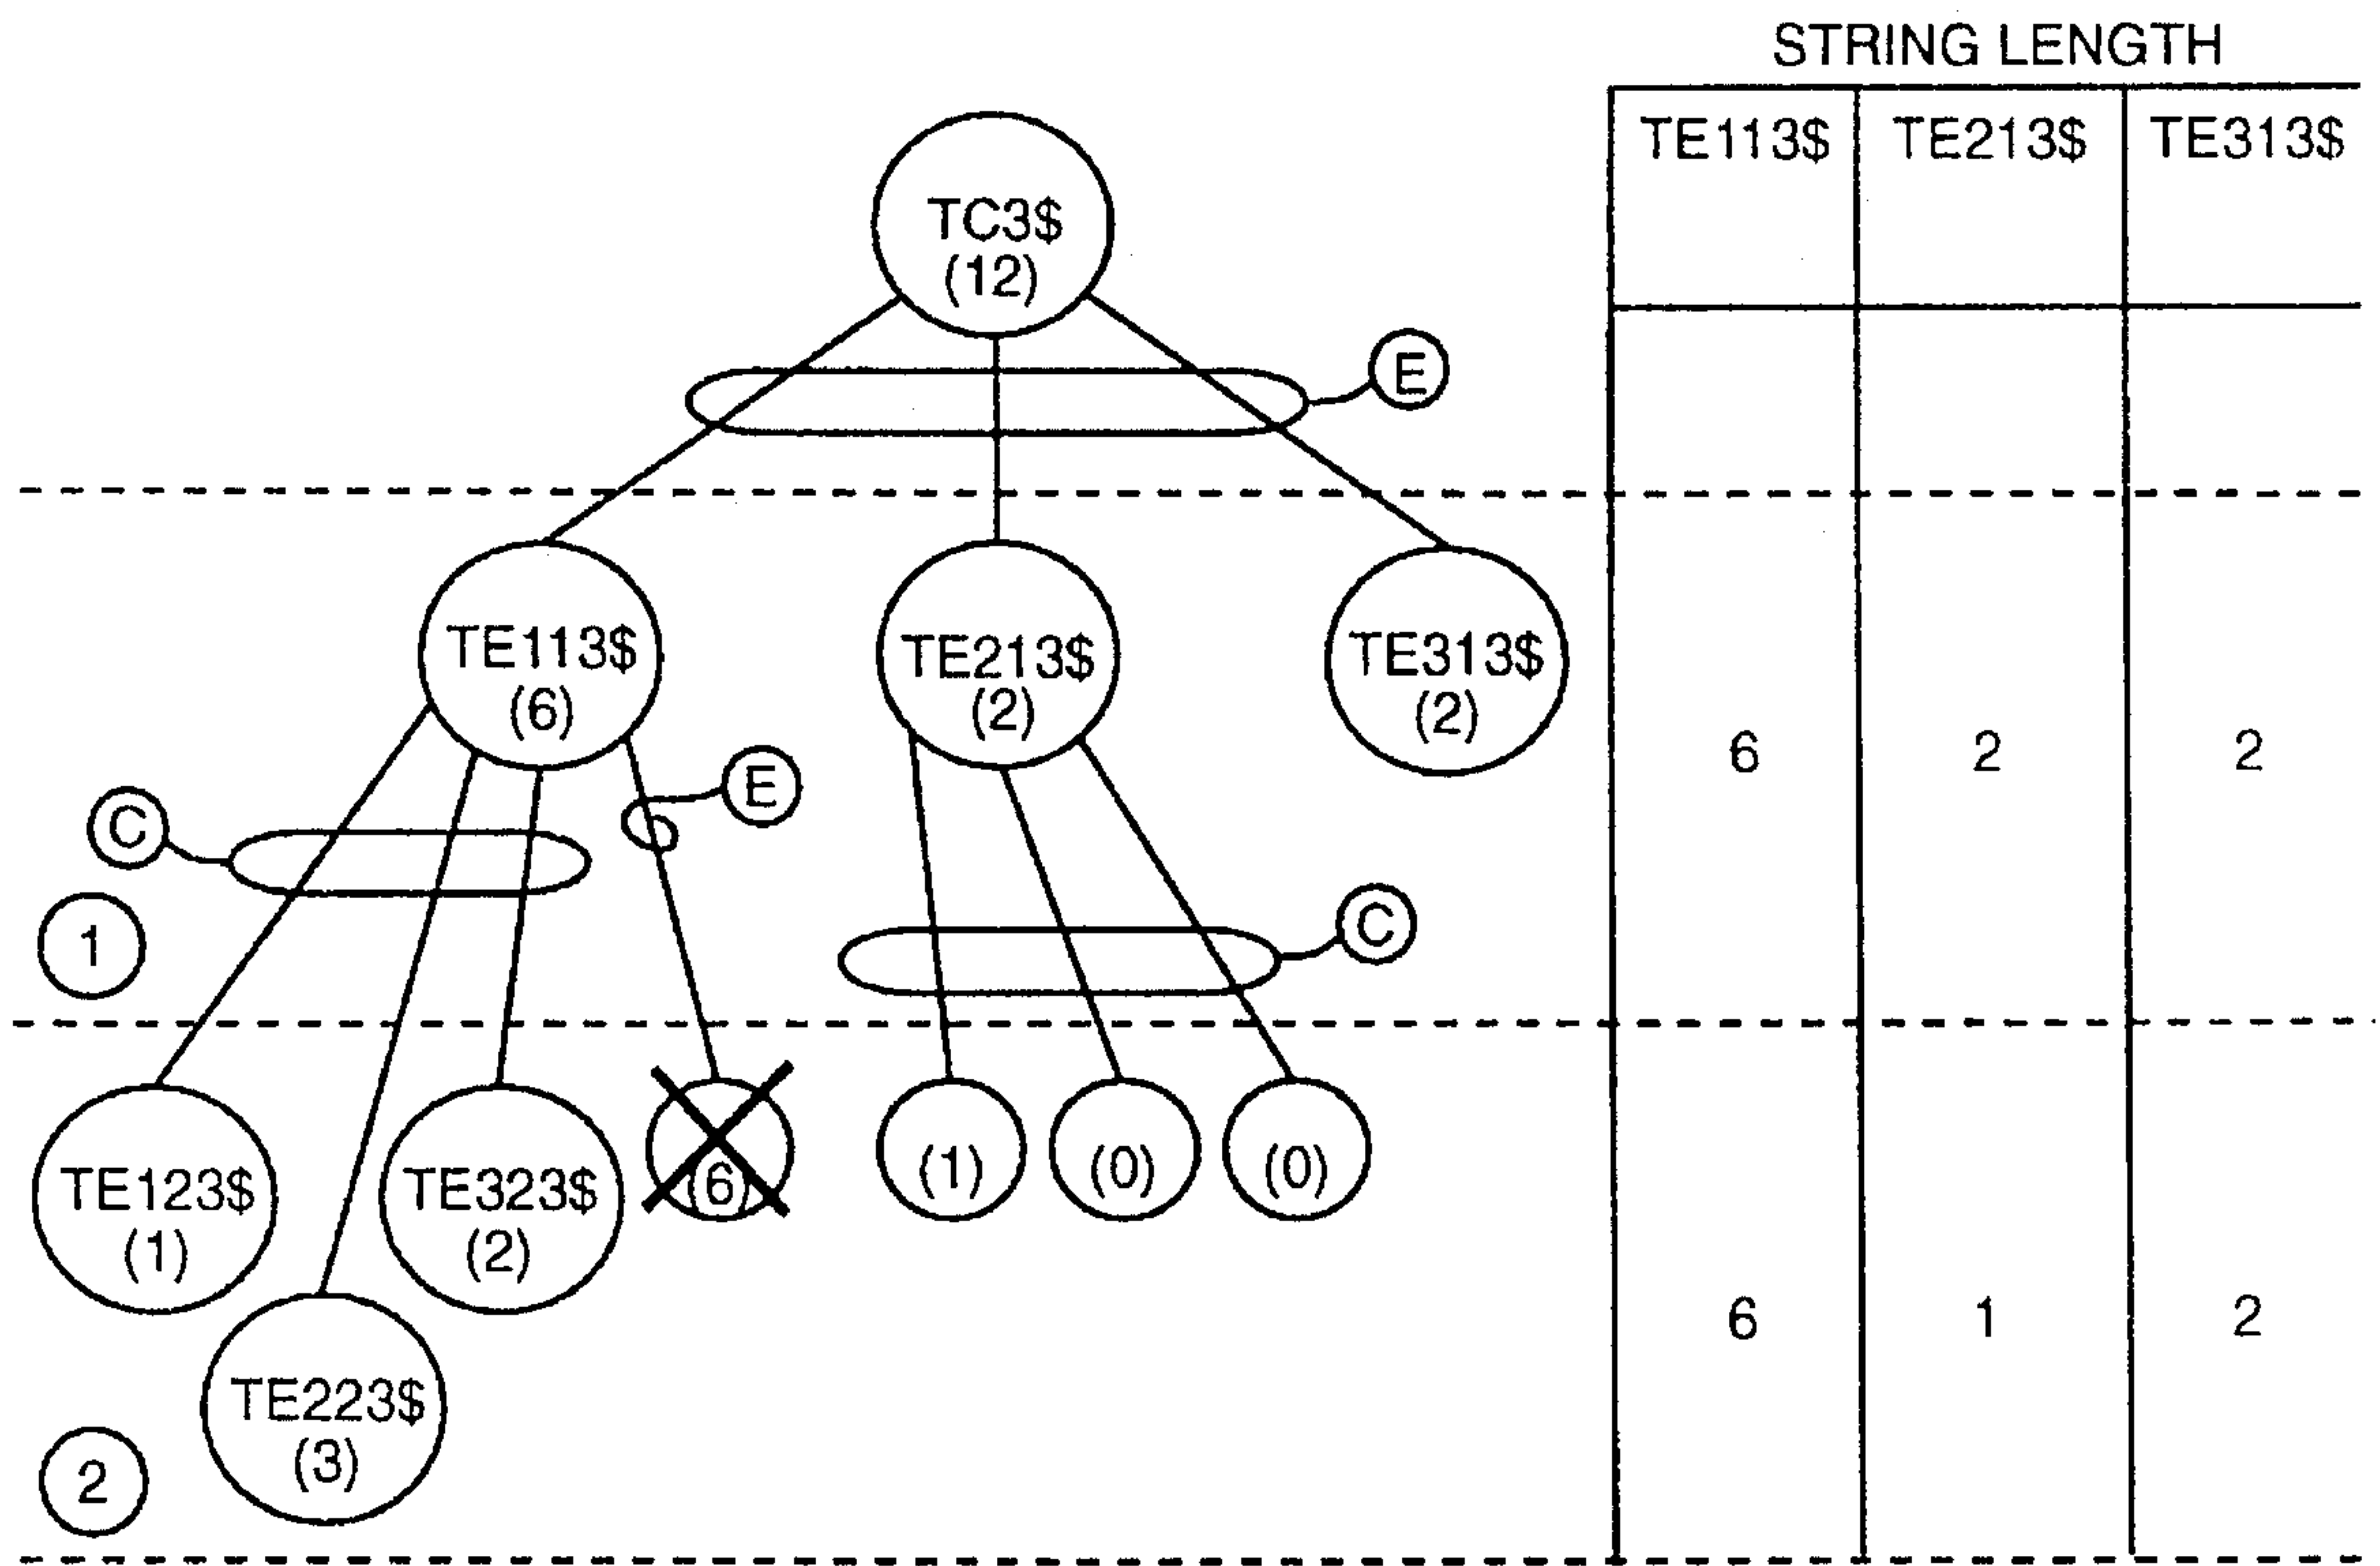 STRING LENGTH
TE113$ TE213$ TE313$
TC3$
(12)
E
TE113$
(6)
TE213$
(2)
TE313$
(2)
6 2 2
E
C
C
1
TE123$
(1)
TE323$
(2)
(6)
(1)
(0)
(0)
6 1 2
TE223$
(3)
2